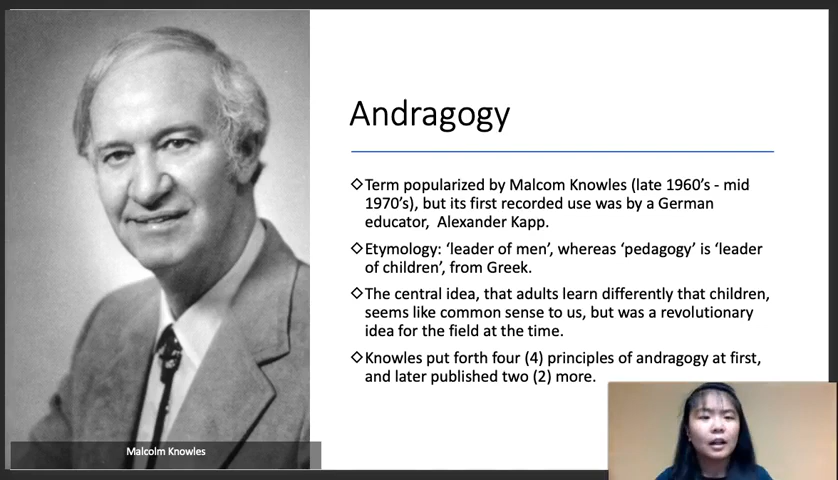 Andragogy
◇Term popularized by Malcom Knowles (late 1960's - mid
1970's), but its first recorded use was by a German
educator,  Alexander Kapp.
◇Etymology: 'leader of men', whereas 'pedagogy' is 'leader
of children', from Greek.
◇The central idea, that adults learn differently that children,
seems like common sense to us, but was a revolutionary
idea for the field at the time.
◇Knowles put forth four (4) principles of andragogy at first,
and later published two (2) more.
Malcolm Knowles